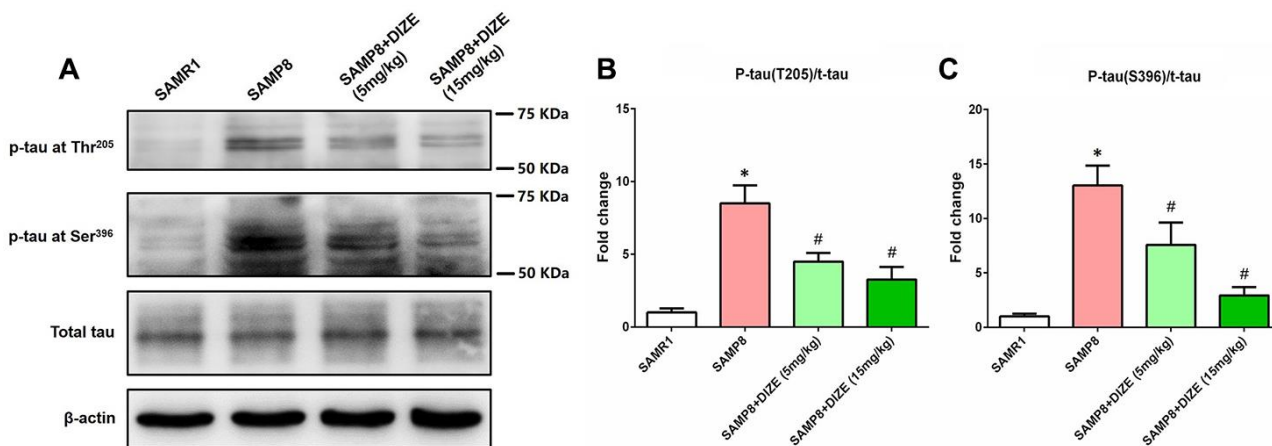 A
SAMR1
SAMP8
SAMP8+DIZE
(5mg/kg)
SAMP8+DIZE
(15mg/kg)
p-tau at Thr²⁰⁵
75 KDa
50 KDa
p-tau at Ser³⁹⁶
75 KDa
50 KDa
Total tau
β-actin
B
P-tau(T205)/t-tau
Fold change
15
10
5
0
*
#
#
SAMR1
SAMP8
SAMP8+DIZE (5mg/kg)
SAMP8+DIZE (15mg/kg)
C
P-tau(S396)/t-tau
Fold change
20
15
10
5
0
*
#
#
SAMR1
SAMP8
SAMP8+DIZE (5mg/kg)
SAMP8+DIZE (15mg/kg)